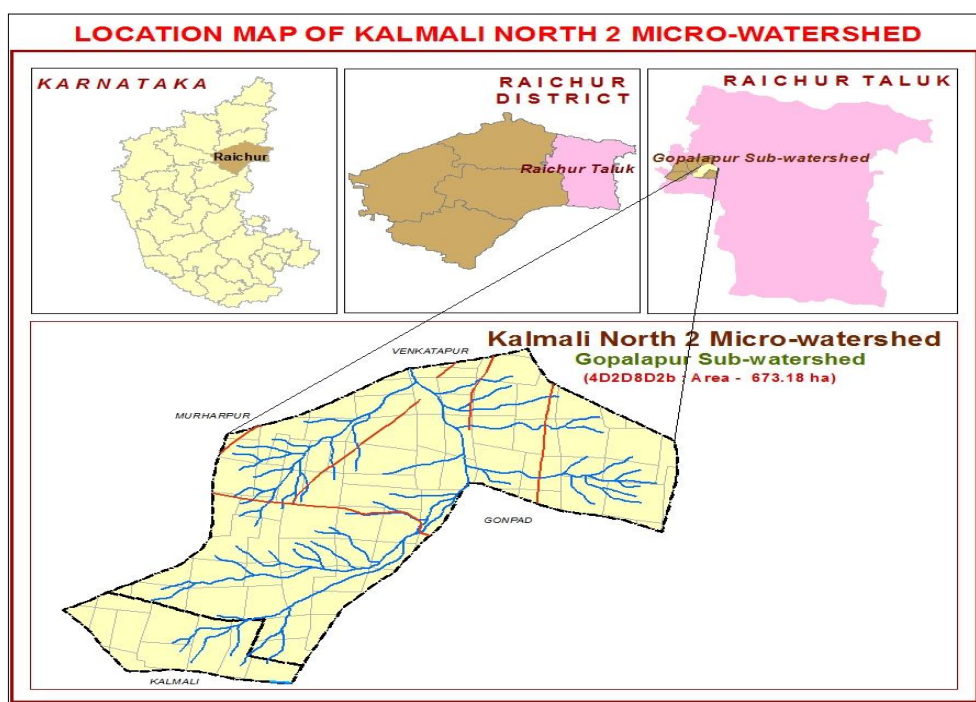 LOCATION MAP OF KALMALI NORTH 2 MICRO-WATERSHED
KARNATAKA
Raichur
RAICHUR
DISTRICT
Raichur Taluk
RAICHUR TALUK
Gopalapur Sub-watershed
Kalmali North 2 Micro-watershed
Gopalapur Sub-watershed
(4D2D8D2b : Area - 673.18 ha)
VENKATAPUR
MURHARPUR
GONPAD
KALMALI